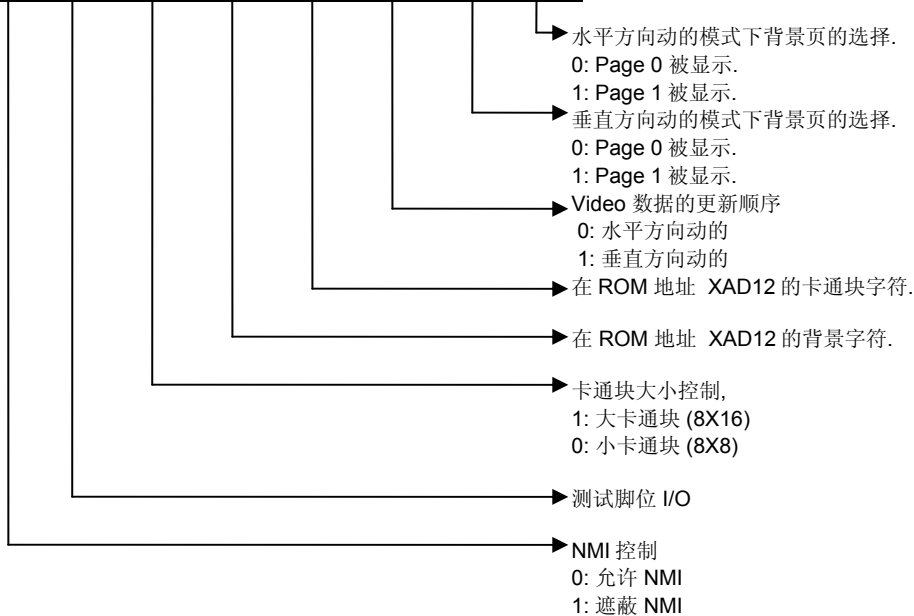 水平方向动的模式下背景页的选择.
0: Page 0 被显示.
1: Page 1 被显示.
垂直方向动的模式下背景页的选择.
0: Page 0 被显示.
1: Page 1 被显示.
Video 数据的更新顺序
0: 水平方向动的
1: 垂直方向动的
在 ROM 地址 XAD12 的卡通块字符.
在 ROM 地址 XAD12 的背景字符.
卡通块大小控制,
1: 大卡通块 (8X16)
0: 小卡通块 (8X8)
测试脚位 I/O
NMI 控制
0: 允许 NMI
1: 遮蔽 NMI